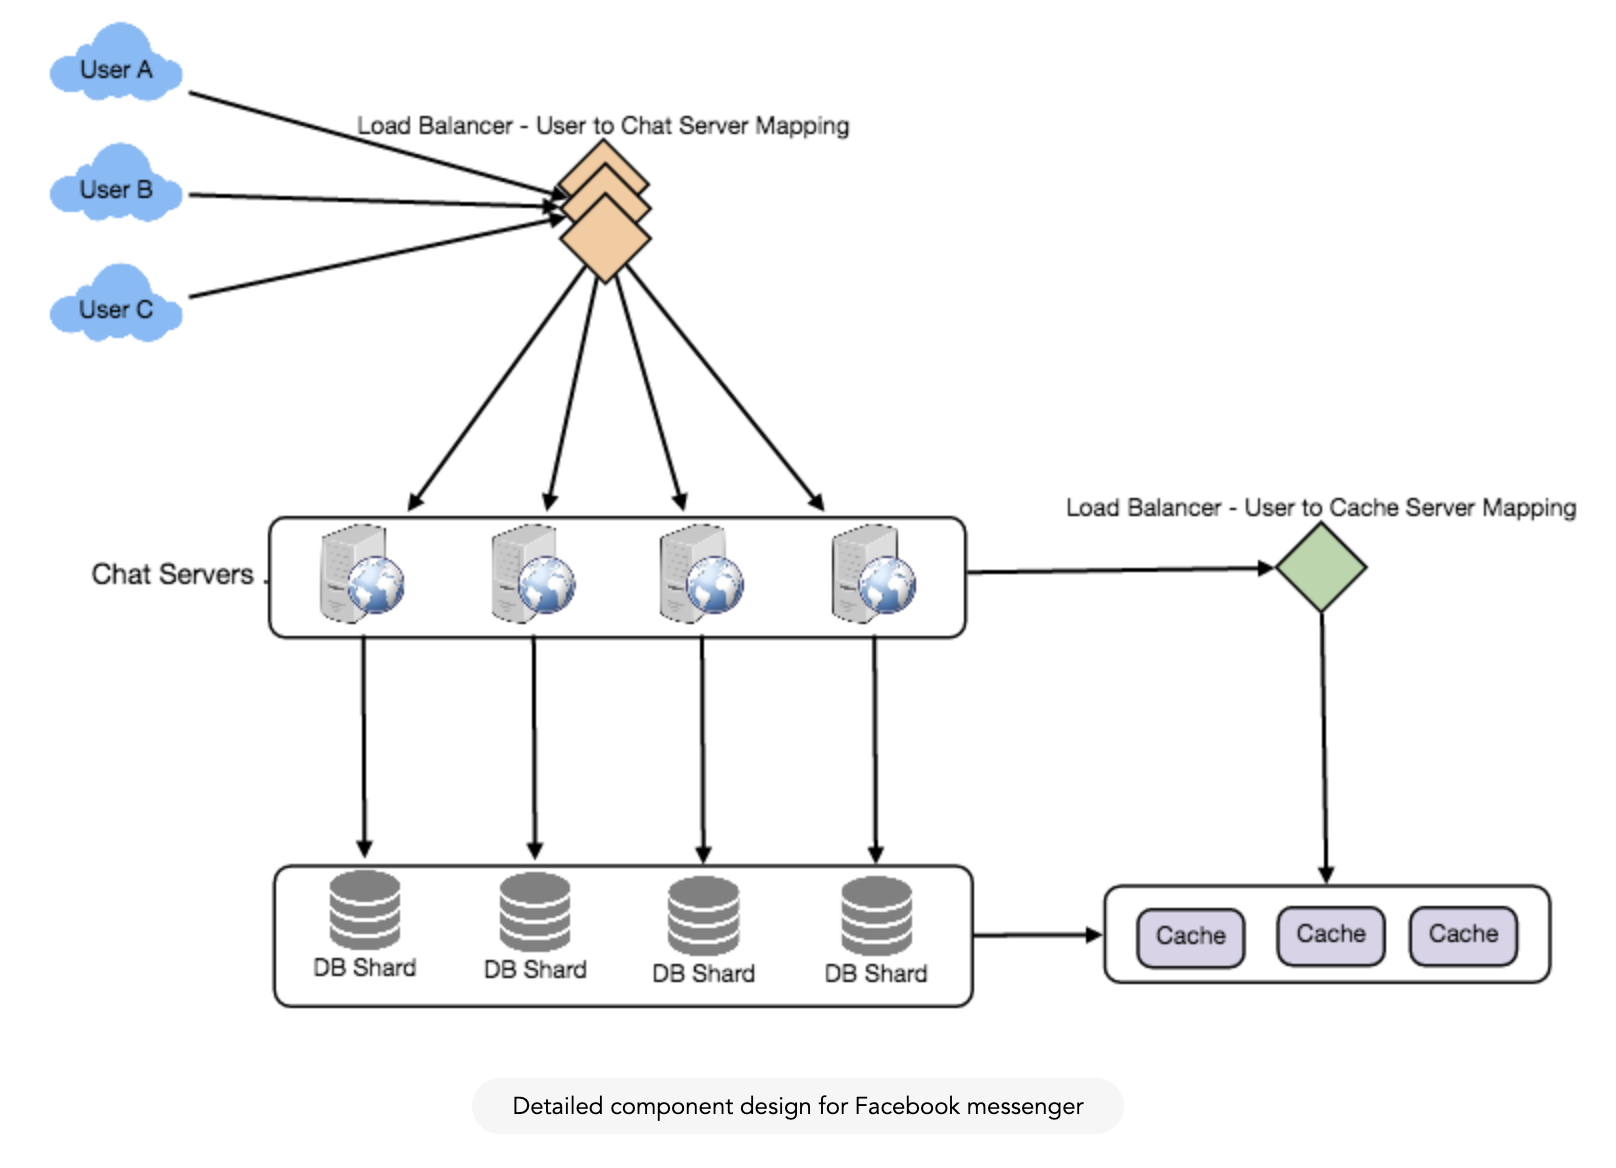 User A
Load Balancer - User to Chat Server Mapping
User B
User C
Load Balancer - User to Cache Server Mapping
Chat Servers
DB Shard
DB Shard
DB Shard
DB Shard
Cache
Cache
Cache
Detailed component design for Facebook messenger